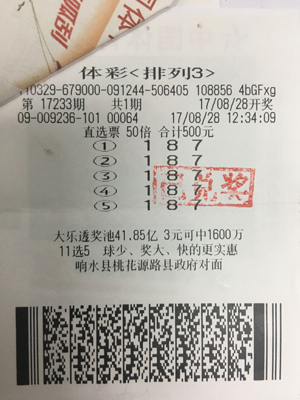 体彩<排列3>
110329-679000-091244-506405 108856 4bGFxg
第 17233期 共1期 17/08/28开奖
09-009236-101 00064 17/08/28 12:34:09
直选票 50倍 合计500元
① 1 8 7
② 1 8 7
③ 1 8 7
④ 1 8 7
⑤ 1 8 7
已兑奖
大乐透奖池41.85亿 3元可中1600万
11选5 球少、奖大、快的更实惠
响水县桃花源路县政府对面